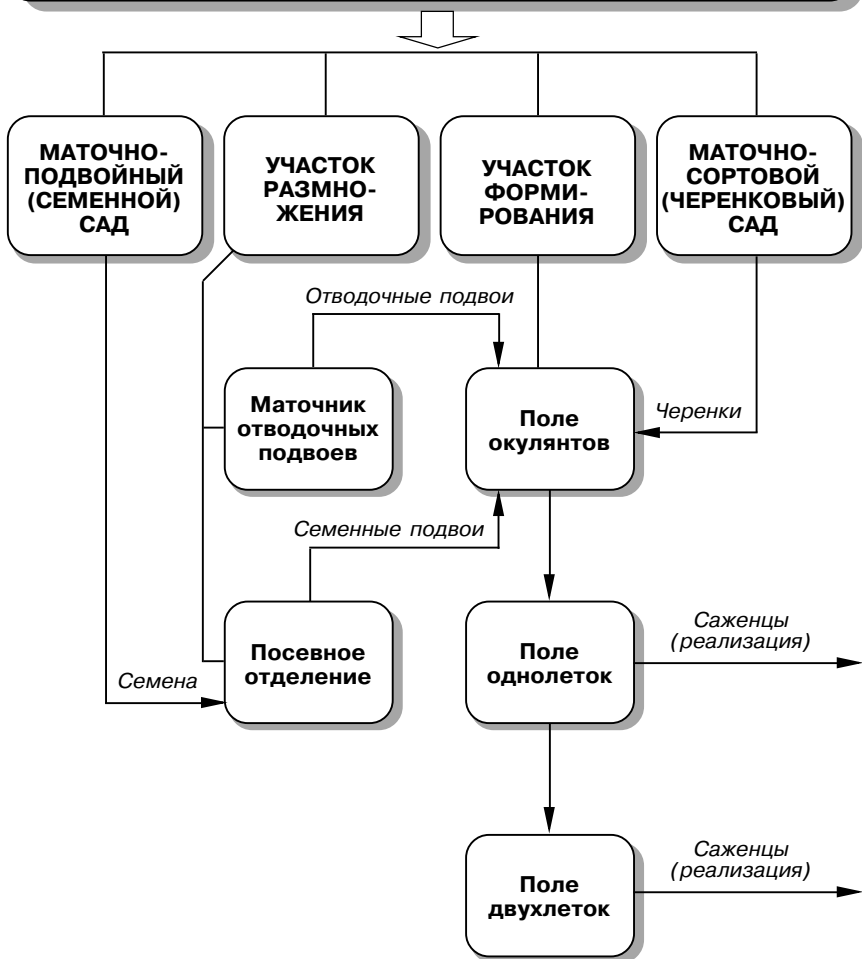 МАТОЧНО-
ПОДВОЙНЫЙ
(СЕМЕННОЙ)
САД
УЧАСТОК
РАЗМНО-
ЖЕНИЯ
УЧАСТОК
ФОРМИ-
РОВАНИЯ
МАТОЧНО-
СОРТОВОЙ
(ЧЕРЕНКОВЫЙ)
САД
Отводочные подвои
Маточник
отводочных
подвоев
Поле
окулянтов
Черенки
Семенные подвои
Посевное
отделение
Семена
Поле
однолеток
Саженцы
(реализация)
Поле
двухлеток
Саженцы
(реализация)